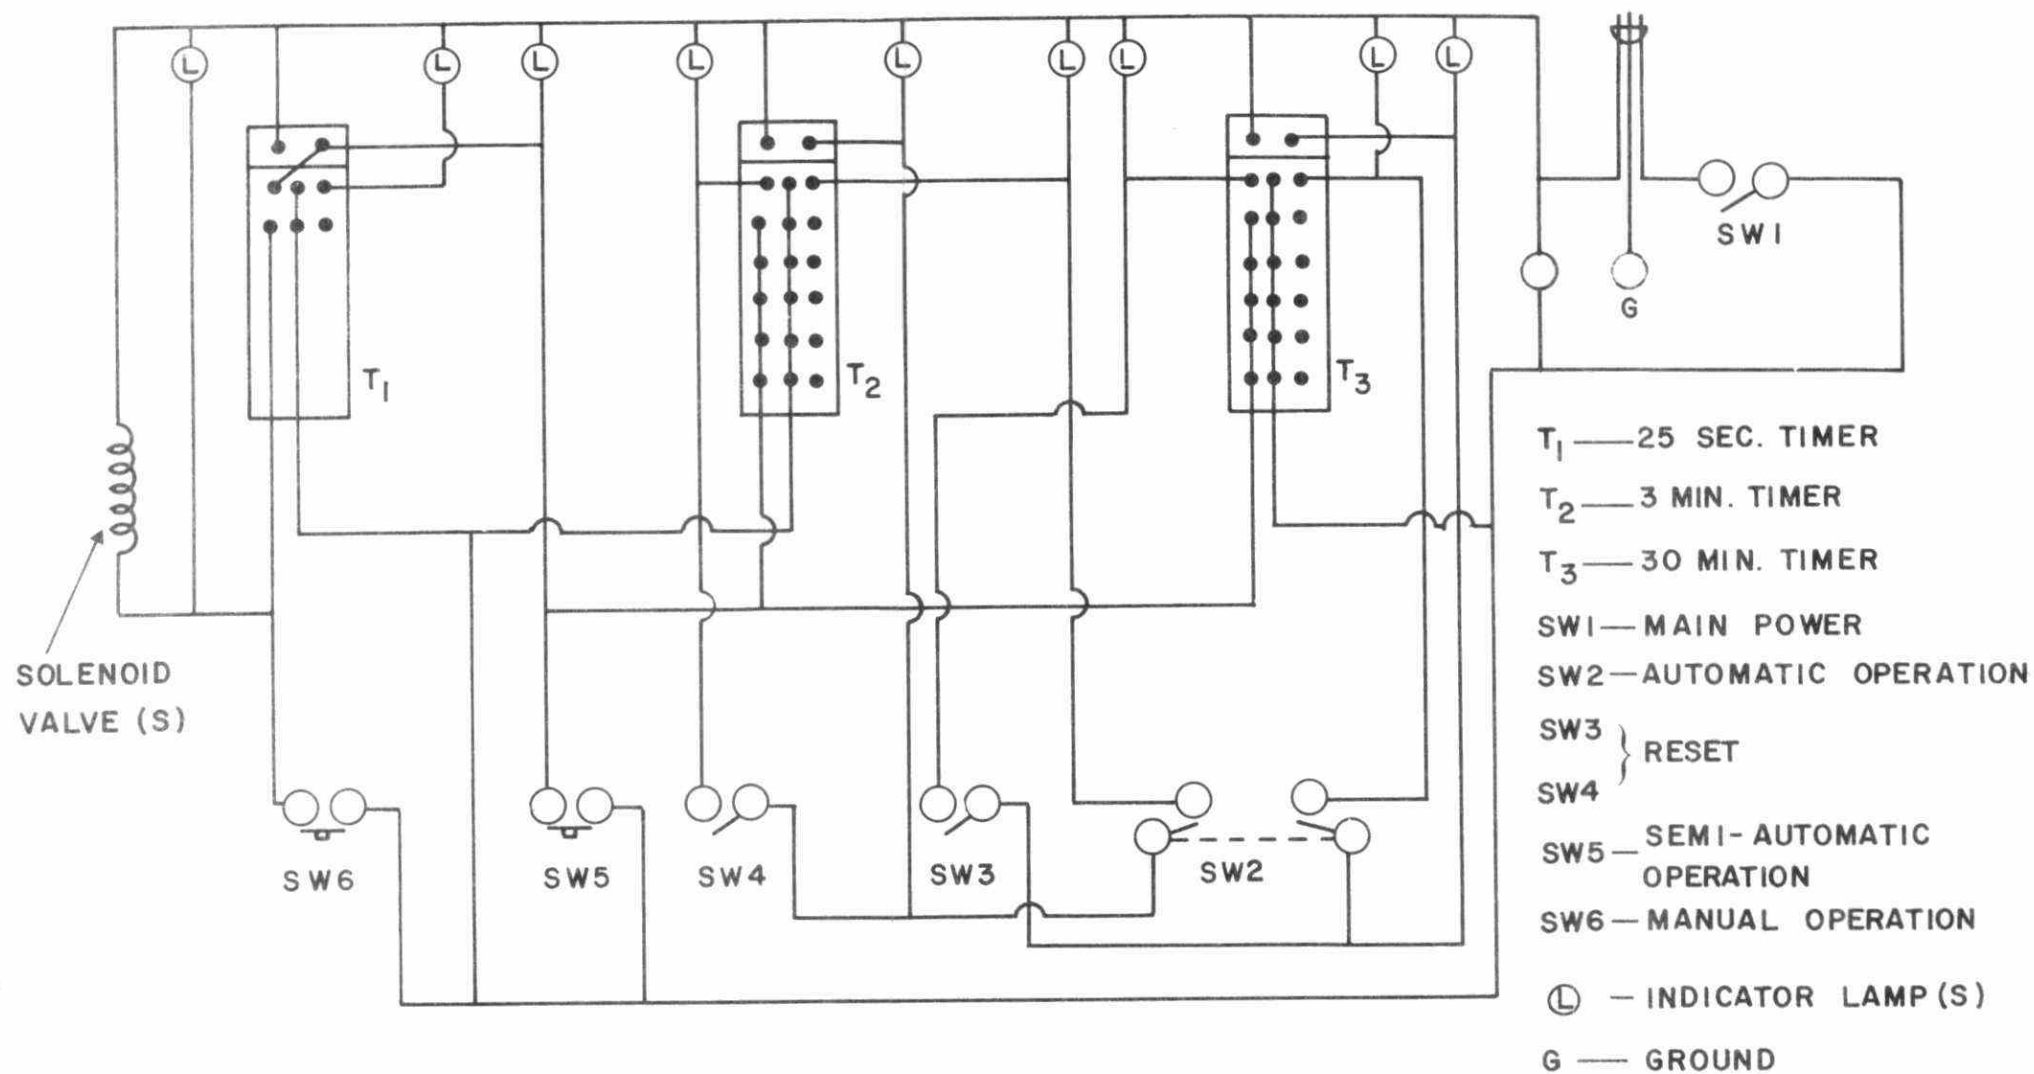 L L L L L L L L L L
SW1
G
T1
T2
T3
SOLENOID
VALVE (S)
SW6
SW5
SW4
SW3
SW2
T1 — 25 SEC. TIMER
T2 — 3 MIN. TIMER
T3 — 30 MIN. TIMER
SW1 — MAIN POWER
SW2 — AUTOMATIC OPERATION
SW3
SW4 } RESET
SW5 — SEMI-AUTOMATIC
OPERATION
SW6 — MANUAL OPERATION
L — INDICATOR LAMP (S)
G — GROUND